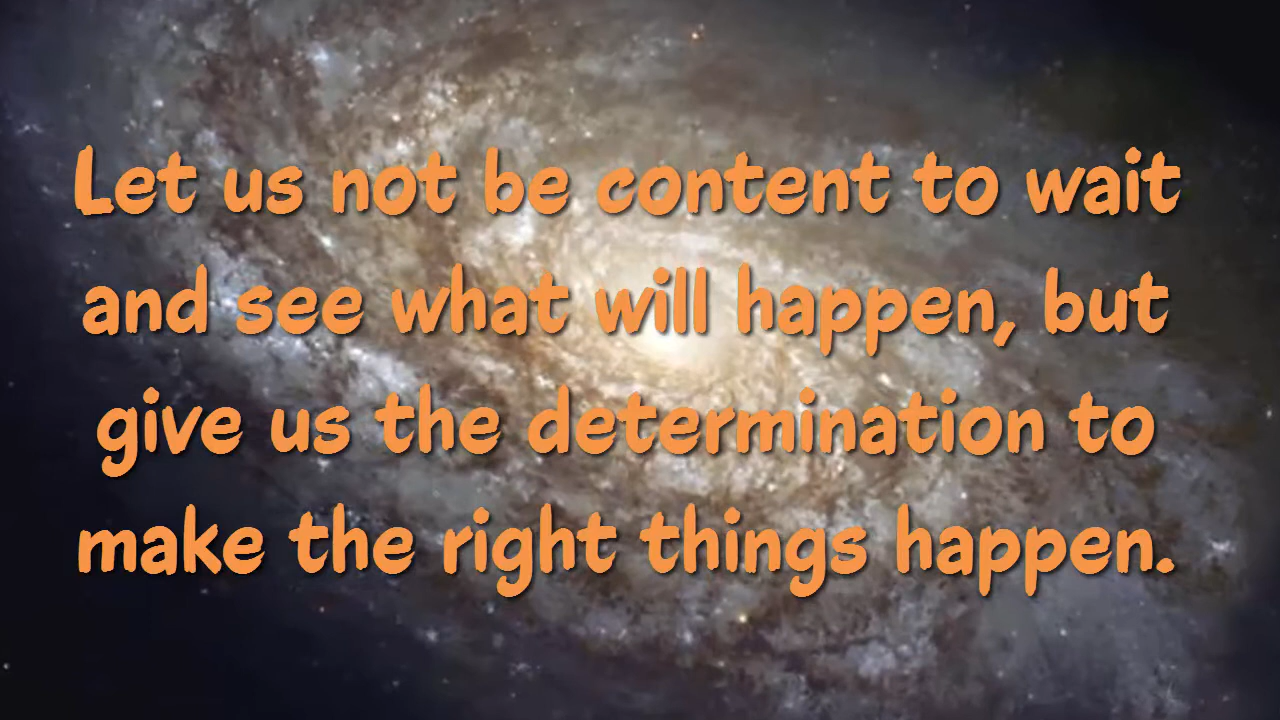 Let us not be content to wait
and see what will happen, but
give us the determination to
make the right things happen.